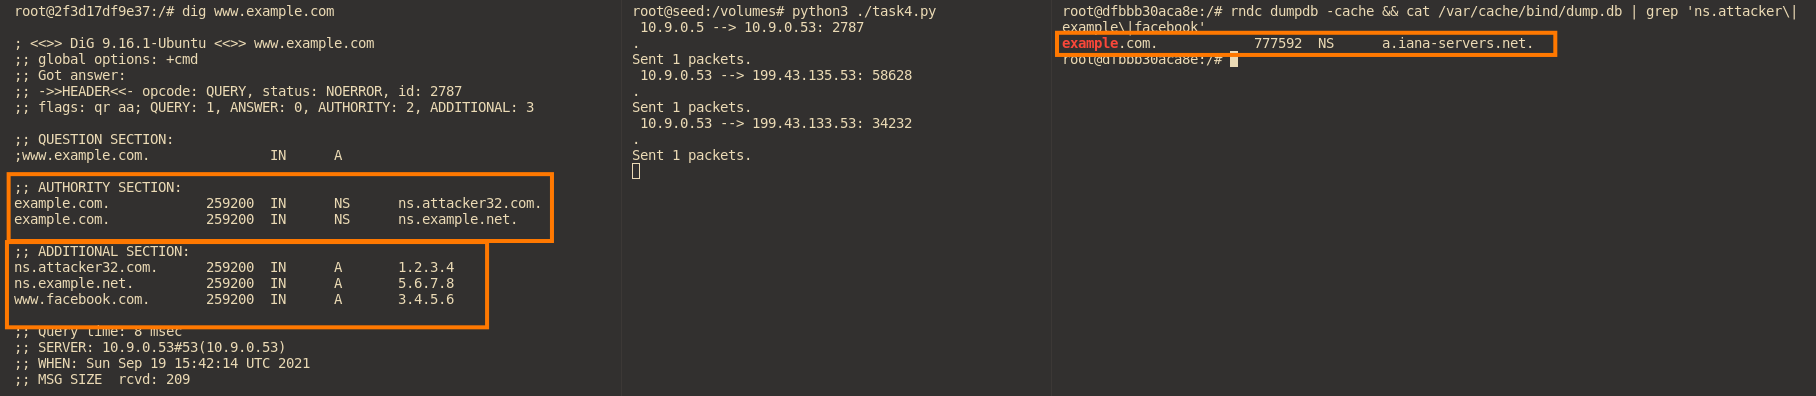 root@2f3d17df9e37:/# dig www.example.com

; <<>> DiG 9.16.1-Ubuntu <<>> www.example.com
;; global options: +cmd
;; Got answer:
;; ->>HEADER<<- opcode: QUERY, status: NOERROR, id: 2787
;; flags: qr aa; QUERY: 1, ANSWER: 0, AUTHORITY: 2, ADDITIONAL: 3

;; QUESTION SECTION:
;www.example.com.               IN      A

;; AUTHORITY SECTION:
example.com.            259200  IN      NS      ns.attacker32.com.
example.com.            259200  IN      NS      ns.example.net.

;; ADDITIONAL SECTION:
ns.attacker32.com.      259200  IN      A       1.2.3.4
ns.example.net.         259200  IN      A       5.6.7.8
www.facebook.com.       259200  IN      A       3.4.5.6

;; Query time: 8 msec
;; SERVER: 10.9.0.53#53(10.9.0.53)
;; WHEN: Sun Sep 19 15:42:14 UTC 2021
;; MSG SIZE  rcvd: 209

root@seed:/volumes# python3 ./task4.py
 10.9.0.5 --> 10.9.0.53: 2787
.
Sent 1 packets.
 10.9.0.53 --> 199.43.135.53: 58628
.
Sent 1 packets.
 10.9.0.53 --> 199.43.133.53: 34232
.
Sent 1 packets.

root@dfbbb30aca8e:/# rndc dumpdb -cache && cat /var/cache/bind/dump.db | grep 'ns.attacker\|
example\|facebook'
example.com.            777592  NS      a.iana-servers.net.
root@dfbbb30aca8e:/#